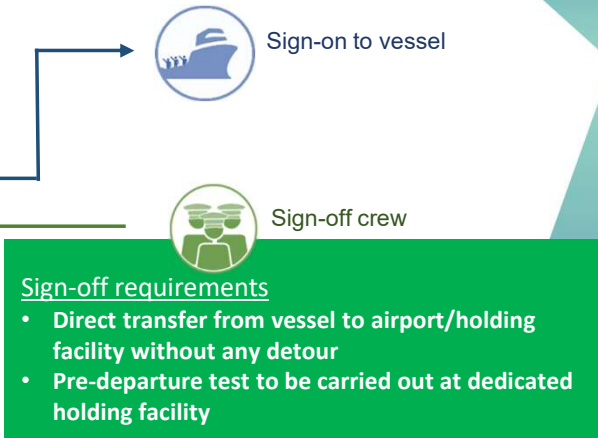 Sign-on to vessel
Sign-off crew
Sign-off requirements
• Direct transfer from vessel to airport/holding
facility without any detour
• Pre-departure test to be carried out at dedicated
holding facility